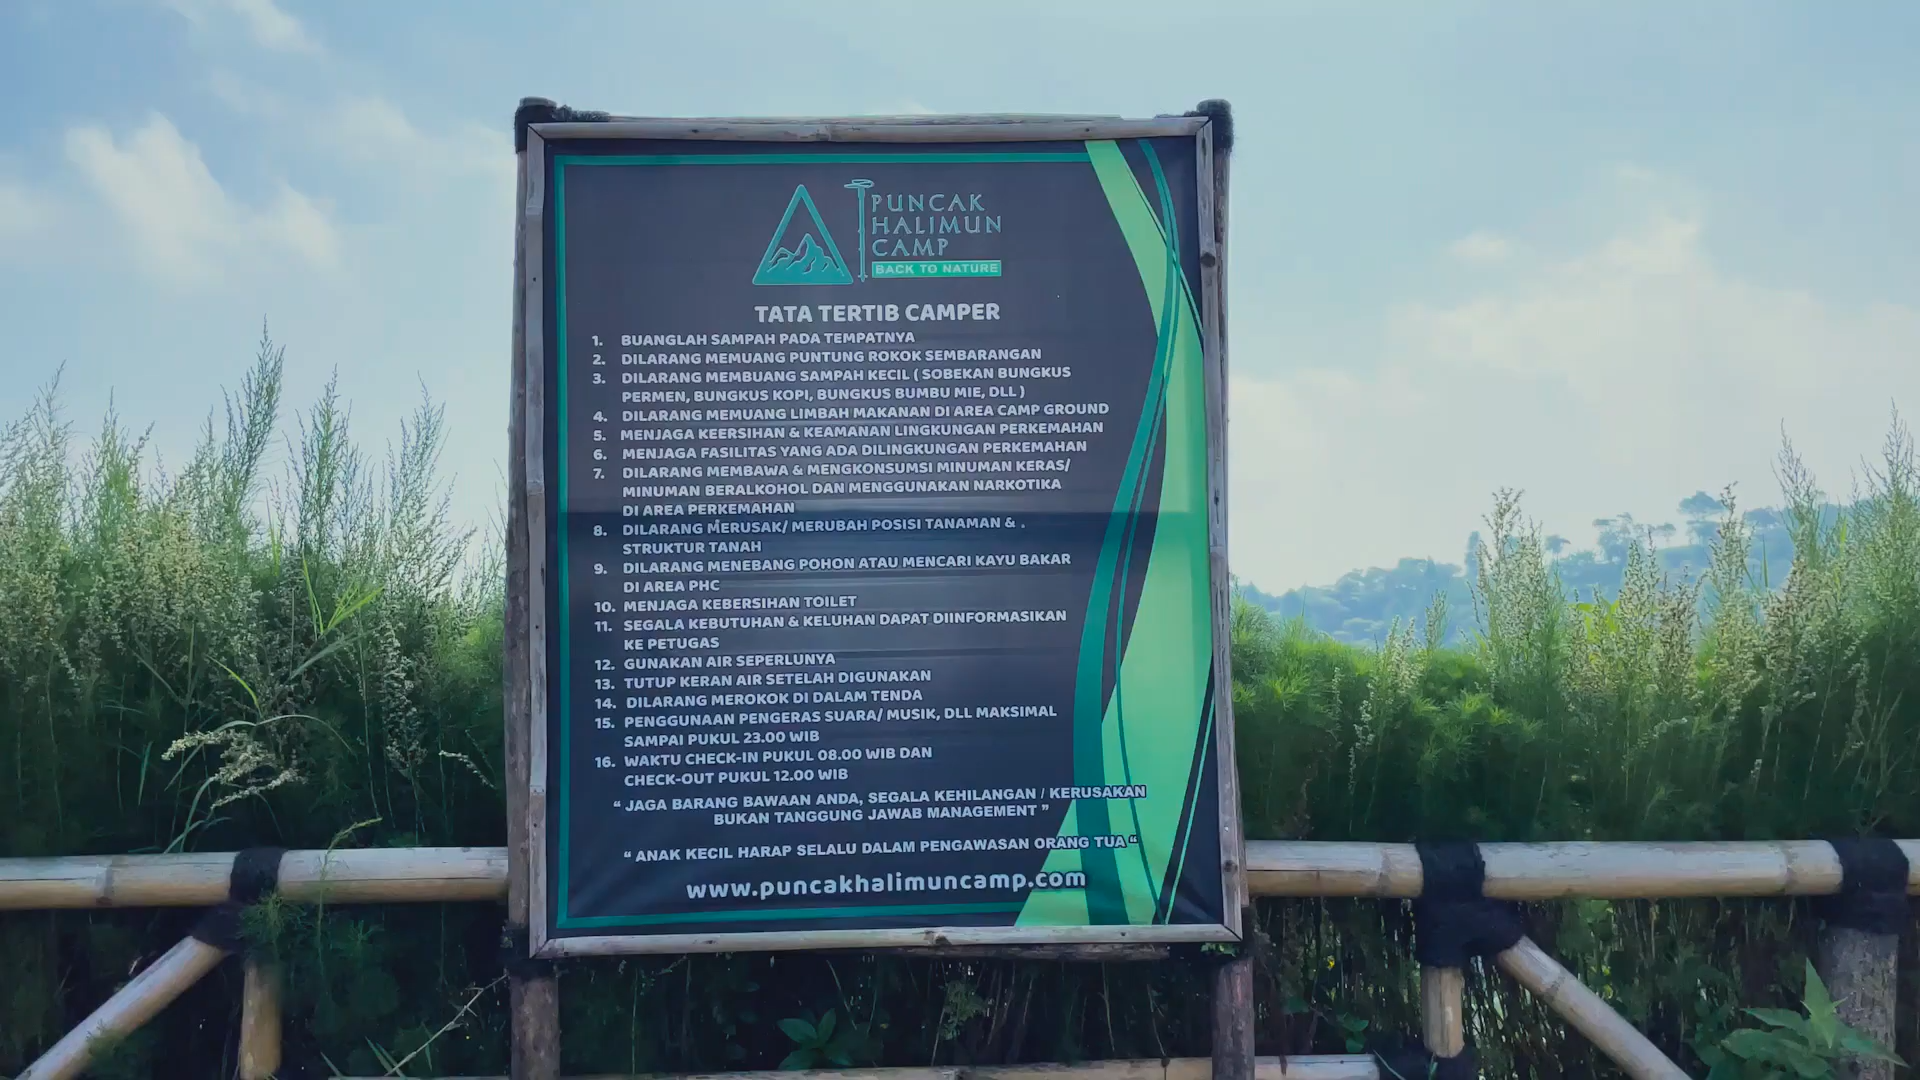 PUNCAK
HALIMUN
CAMP
BACK TO NATURE
TATA TERTIB CAMPER
1. BUANGLAH SAMPAH PADA TEMPATNYA
2. DILARANG MEMUANG PUNTUNG ROKOK SEMBARANGAN
3. DILARANG MEMBUANG SAMPAH KECIL ( SOBEKAN BUNGKUS
PERMEN, BUNGKUS KOPI, BUNGKUS BUMBU MIE, DLL )
4. DILARANG MEMUANG LIMBAH MAKANAN DI AREA CAMP GROUND
5. MENJAGA KEERSIHAN & KEAMANAN LINGKUNGAN PERKEMAHAN
6. MENJAGA FASILITAS YANG ADA DILINGKUNGAN PERKEMAHAN
7. DILARANG MEMBAWA & MENGKONSUMSI MINUMAN KERAS/
MINUMAN BERALKOHOL DAN MENGGUNAKAN NARKOTIKA
DI AREA PERKEMAHAN
8. DILARANG MERUSAK/ MERUBAH POSISI TANAMAN & .
STRUKTUR TANAH
9. DILARANG MENEBANG POHON ATAU MENCARI KAYU BAKAR
DI AREA PHC
10. MENJAGA KEBERSIHAN TOILET
11. SEGALA KEBUTUHAN & KELUHAN DAPAT DIINFORMASIKAN
KE PETUGAS
12. GUNAKAN AIR SEPERLUNYA
13. TUTUP KERAN AIR SETELAH DIGUNAKAN
14. DILARANG MEROKOK DI DALAM TENDA
15. PENGGUNAAN PENGERAS SUARA/ MUSIK, DLL MAKSIMAL
SAMPAI PUKUL 23.00 WIB
16. WAKTU CHECK-IN PUKUL 08.00 WIB DAN
CHECK-OUT PUKUL 12.00 WIB
“ JAGA BARANG BAWAAN ANDA, SEGALA KEHILANGAN / KERUSAKAN
BUKAN TANGGUNG JAWAB MANAGEMENT ”
“ ANAK KECIL HARAP SELALU DALAM PENGAWASAN ORANG TUA “
www.puncakhalimuncamp.com